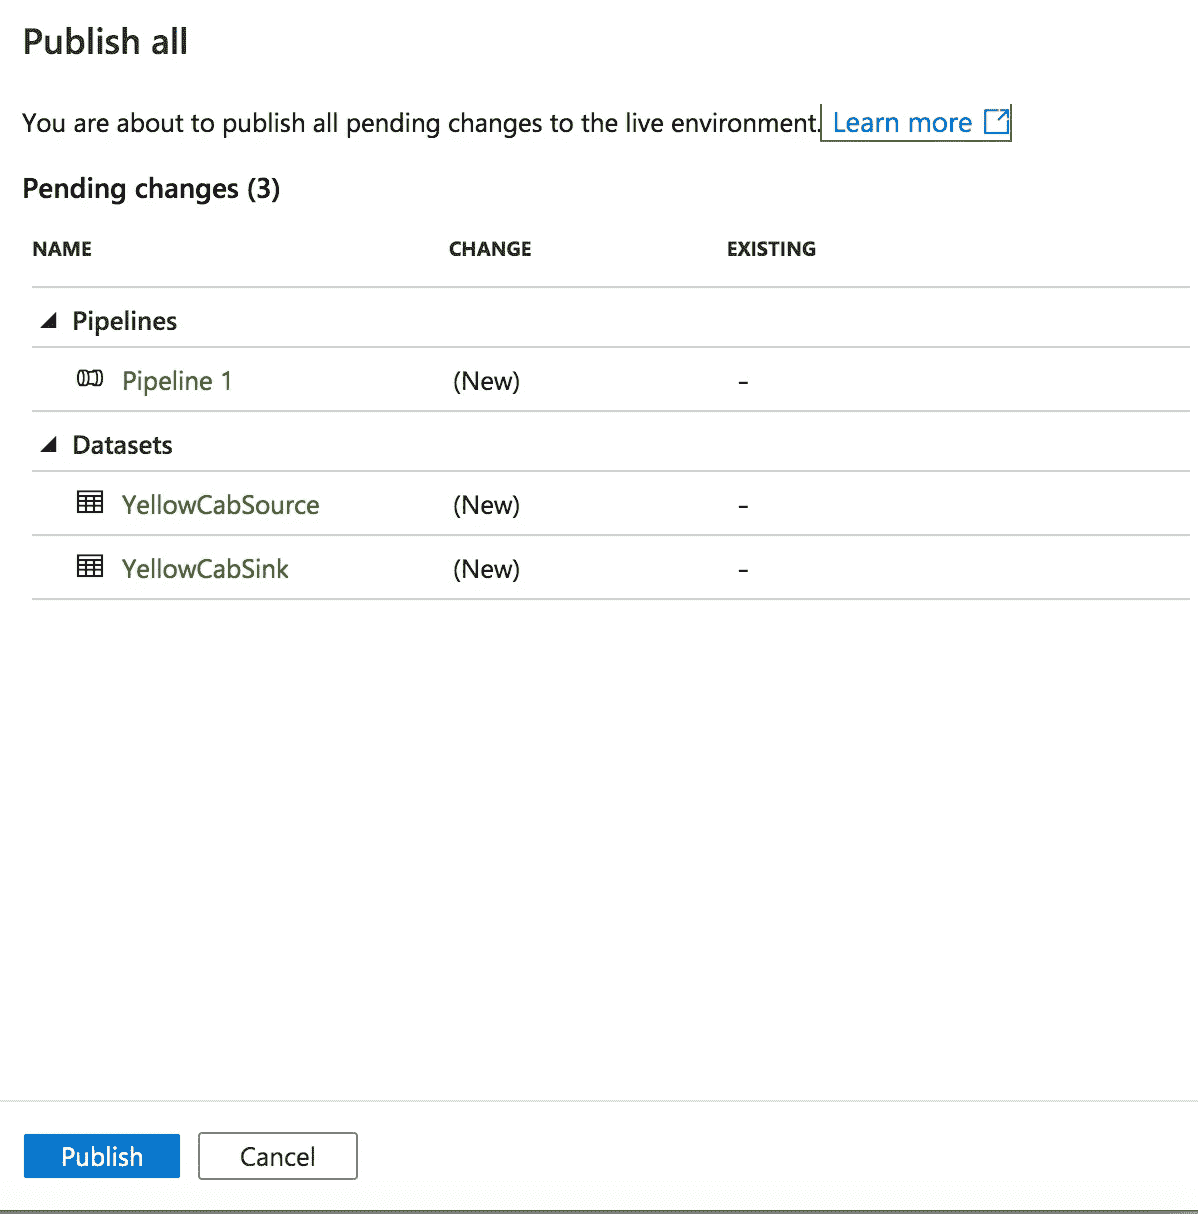 Publish all
You are about to publish all pending changes to the live environment. Learn more
Pending changes (3)
NAME CHANGE EXISTING
Pipelines
Pipeline 1 (New) -
Datasets
YellowCabSource (New) -
YellowCabSink (New) -
Publish Cancel